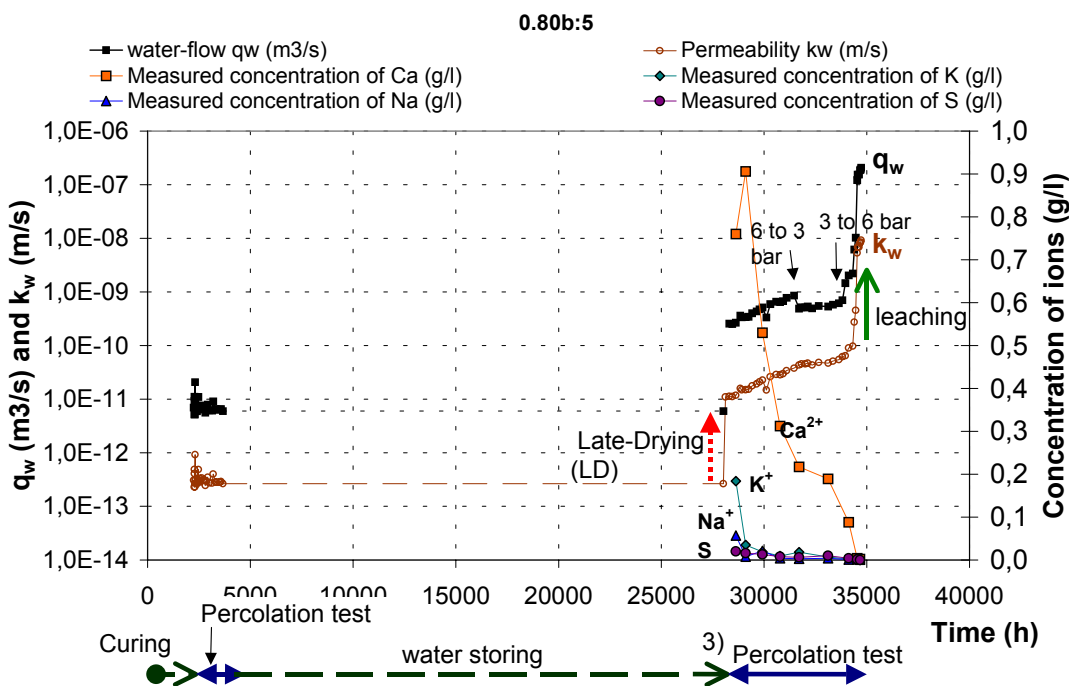 0.80b:5
water-flow qw (m3/s)
Permeability kw (m/s)
Measured concentration of Ca (g/l)
Measured concentration of K (g/l)
Measured concentration of Na (g/l)
Measured concentration of S (g/l)
q_w (m3/s) and k_w (m/s)
1,0E-06
1,0E-07
1,0E-08
1,0E-09
1,0E-10
1,0E-11
1,0E-12
1,0E-13
1,0E-14
1,0
0,9
0,8
0,7
0,6
0,5
0,4
0,3
0,2
0,1
0,0
Concentration of ions (g/l)
q_w
6 to 3
bar
3 to 6 bar
k_w
leaching
Late-Drying
(LD)
Ca²⁺
K⁺
Na⁺
S
0
5000
10000
15000
20000
25000
30000
35000
40000
Time (h)
Percolation test
Curing
water storing
3)
Percolation test